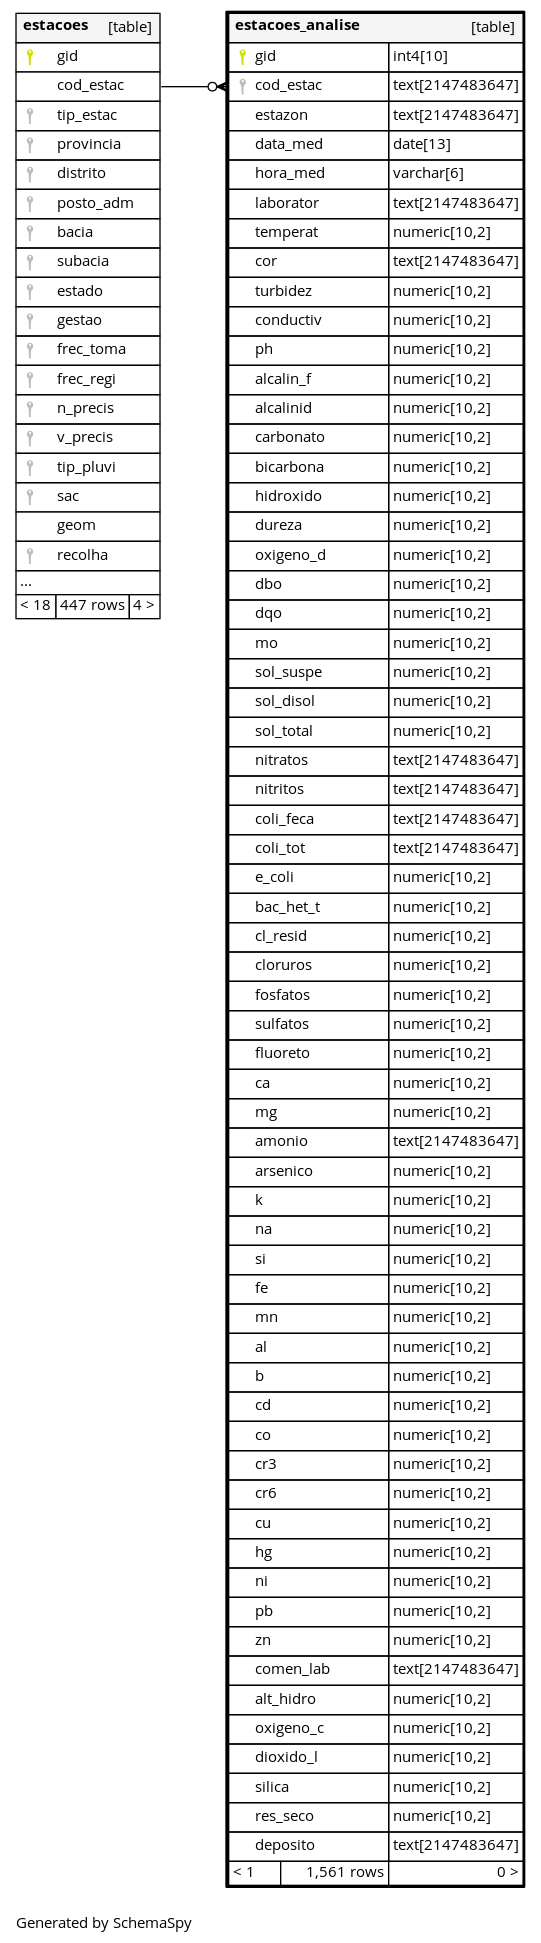 estacoes [table]
gid
cod_estac
tip_estac
provincia
distrito
posto_adm
bacia
subacia
estado
gestao
frec_toma
frec_regi
n_precis
v_precis
tip_pluvi
sac
geom
recolha
...
< 18 447 rows 4 >
estacoes_analise [table]
gid int4[10]
cod_estac text[2147483647]
estazon text[2147483647]
data_med date[13]
hora_med varchar[6]
laborator text[2147483647]
temperat numeric[10,2]
cor text[2147483647]
turbidez numeric[10,2]
conductiv numeric[10,2]
ph numeric[10,2]
alcalin_f numeric[10,2]
alcalinid numeric[10,2]
carbonato numeric[10,2]
bicarbona numeric[10,2]
hidroxido numeric[10,2]
dureza numeric[10,2]
oxigeno_d numeric[10,2]
dbo numeric[10,2]
dqo numeric[10,2]
mo numeric[10,2]
sol_suspe numeric[10,2]
sol_disol numeric[10,2]
sol_total numeric[10,2]
nitratos text[2147483647]
nitritos text[2147483647]
coli_feca text[2147483647]
coli_tot text[2147483647]
e_coli numeric[10,2]
bac_het_t numeric[10,2]
cl_resid numeric[10,2]
cloruros numeric[10,2]
fosfatos numeric[10,2]
sulfatos numeric[10,2]
fluoreto numeric[10,2]
ca numeric[10,2]
mg numeric[10,2]
amonio text[2147483647]
arsenico numeric[10,2]
k numeric[10,2]
na numeric[10,2]
si numeric[10,2]
fe numeric[10,2]
mn numeric[10,2]
al numeric[10,2]
b numeric[10,2]
cd numeric[10,2]
co numeric[10,2]
cr3 numeric[10,2]
cr6 numeric[10,2]
cu numeric[10,2]
hg numeric[10,2]
ni numeric[10,2]
pb numeric[10,2]
zn numeric[10,2]
comen_lab text[2147483647]
alt_hidro numeric[10,2]
oxigeno_c numeric[10,2]
dioxido_l numeric[10,2]
silica numeric[10,2]
res_seco numeric[10,2]
deposito text[2147483647]
< 1 1,561 rows 0 >
Generated by SchemaSpy